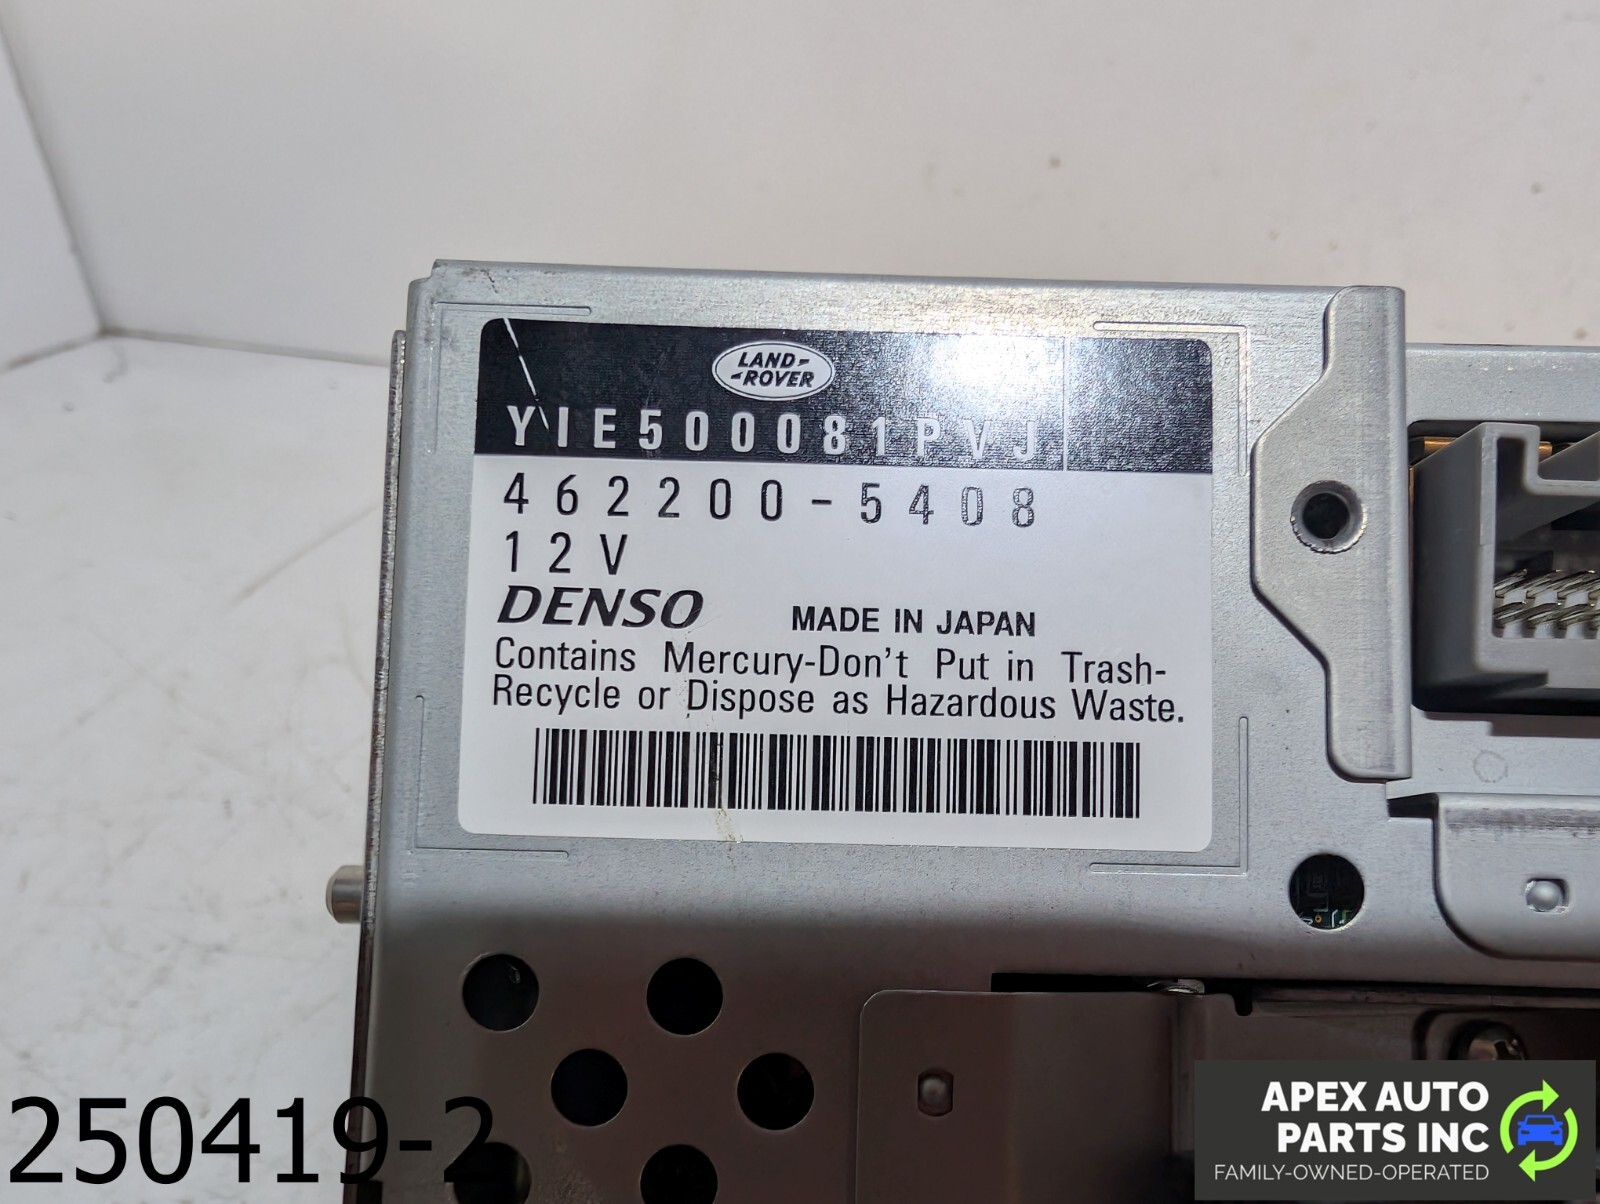 LAND-
-ROVER
YIE500081PVJ
462200-5408
12V
DENSO MADE IN JAPAN
Contains Mercury-Don't Put in Trash-
Recycle or Dispose as Hazardous Waste.
250419-2
APEX AUTO
PARTS INC
FAMILY-OWNED-OPERATED